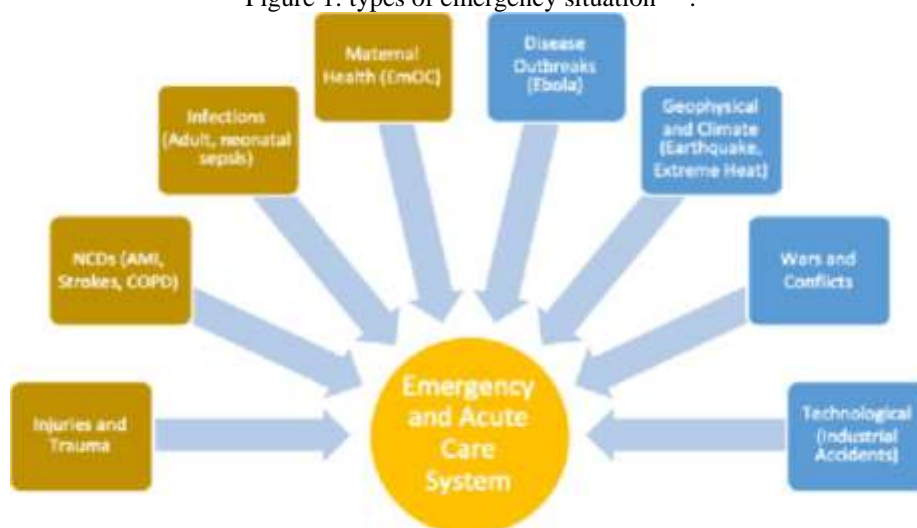 Figure 1: types of emergency situation
Maternal
Health (EmOC)
Disease
Outbreaks
(Ebola)
Infections
(Adult, neonatal
sepsis)
Geophysical
and Climate
(Earthquake,
Extreme Heat)
NCDs (AMI,
Strokes, COPD)
Wars and
Conflicts
Injuries and
Trauma
Emergency
and Acute
Care
System
Technological
(Industrial
Accidents)